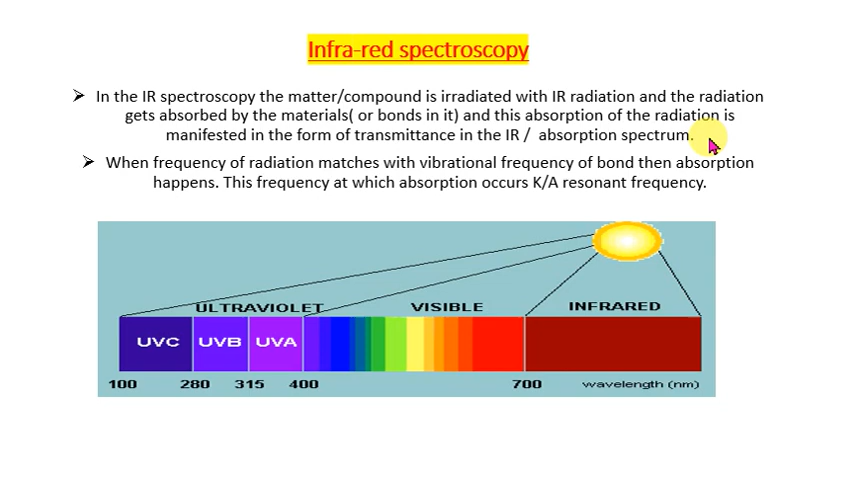 Infra-red spectroscopy
➢ In the IR spectroscopy the matter/compound is irradiated with IR radiation and the radiation
gets absorbed by the materials( or bonds in it) and this absorption of the radiation is
manifested in the form of transmittance in the IR / absorption spectrum.
➢ When frequency of radiation matches with vibrational frequency of bond then absorption
happens. This frequency at which absorption occurs K/A resonant frequency.
ULTRAVIOLET VISIBLE INFRARED
UVC UVB UVA
100 280 315 400 700 wavelength (nm)